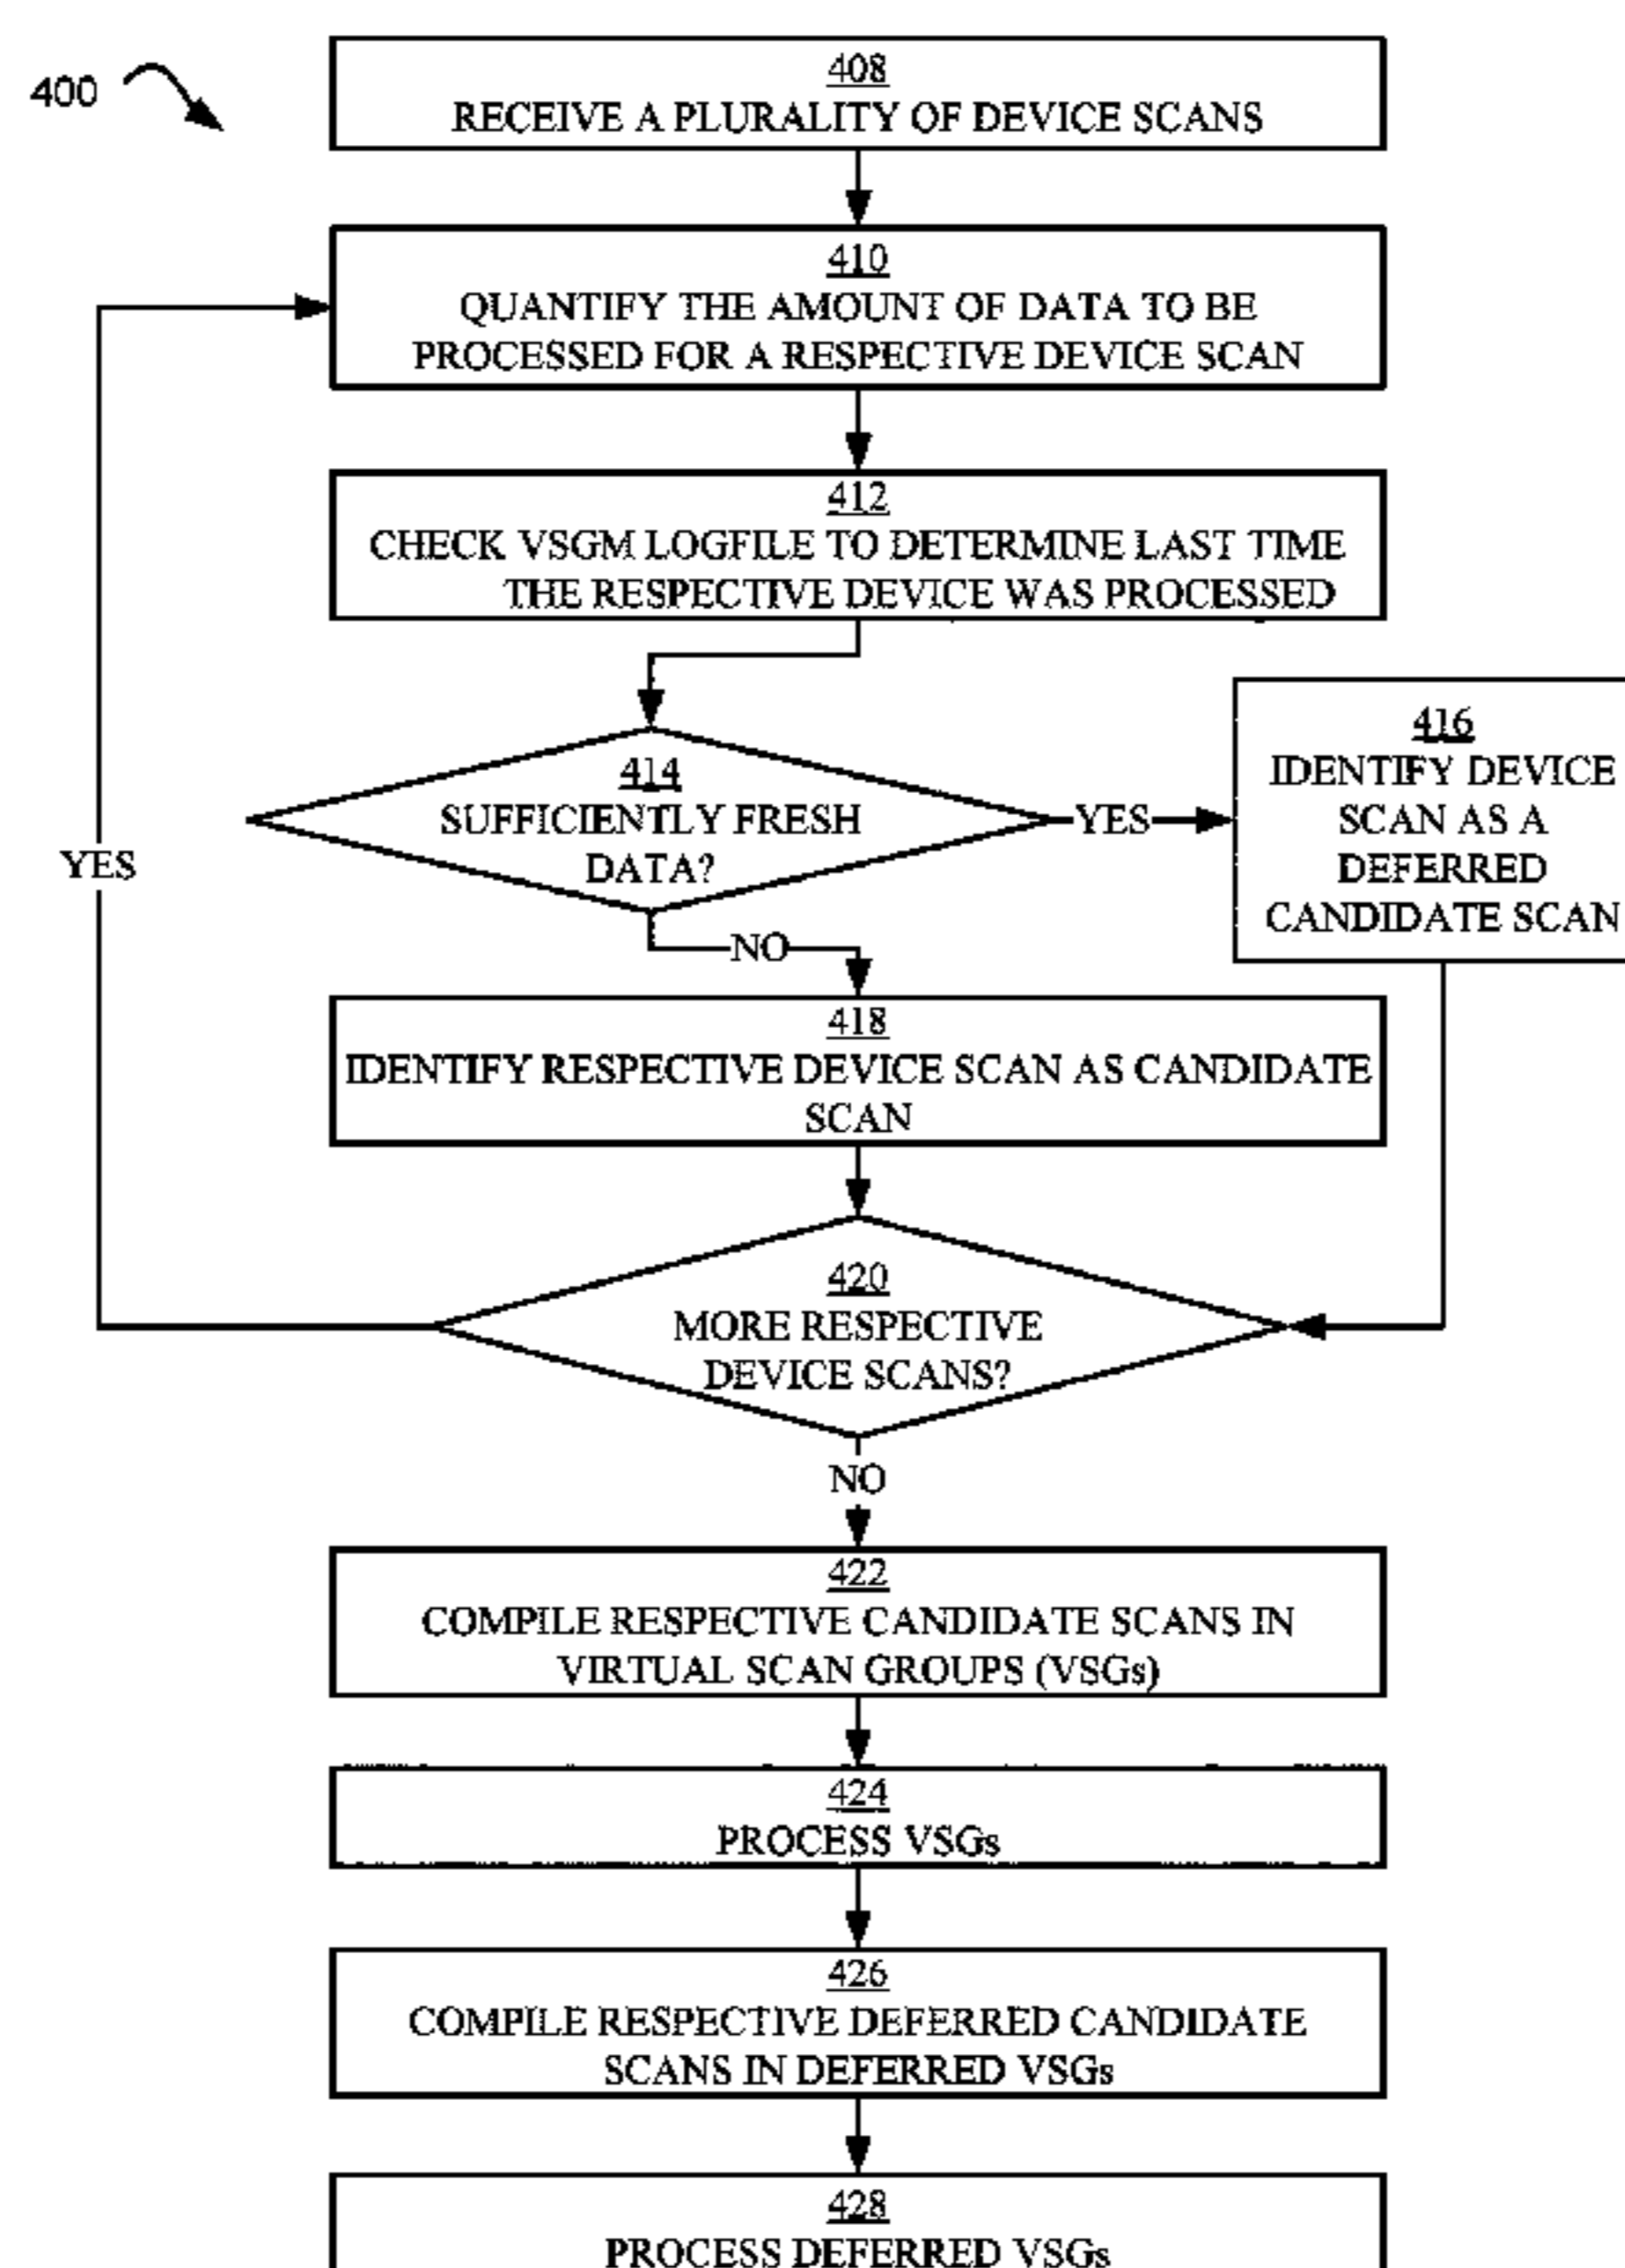 400
408
RECEIVE A PLURALITY OF DEVICE SCANS
410
QUANTIFY THE AMOUNT OF DATA TO BE
PROCESSED FOR A RESPECTIVE DEVICE SCAN
412
CHECK VSGM LOGFILE TO DETERMINE LAST TIME
THE RESPECTIVE DEVICE WAS PROCESSED
414
SUFFICIENTLY FRESH
DATA?
YES
416
IDENTIFY DEVICE
SCAN AS A
DEFERRED
CANDIDATE SCAN
YES
NO
418
IDENTIFY RESPECTIVE DEVICE SCAN AS CANDIDATE
SCAN
420
MORE RESPECTIVE
DEVICE SCANS?
NO
422
COMPILE RESPECTIVE CANDIDATE SCANS IN
VIRTUAL SCAN GROUPS (VSGs)
424
PROCESS VSGs
426
COMPILE RESPECTIVE DEFERRED CANDIDATE
SCANS IN DEFERRED VSGs
428
PROCESS DEFERRED VSGs